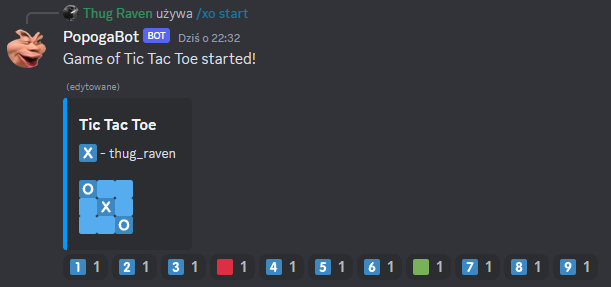 Thug Raven używa /xo start
PopogaBot BOT Dziś o 22:32
Game of Tic Tac Toe started!
(edytowane)
Tic Tac Toe
X - thug_raven
O
X
O
1 1 2 1 3 1 1 4 1 5 1 6 1 1 7 1 8 1 9 1